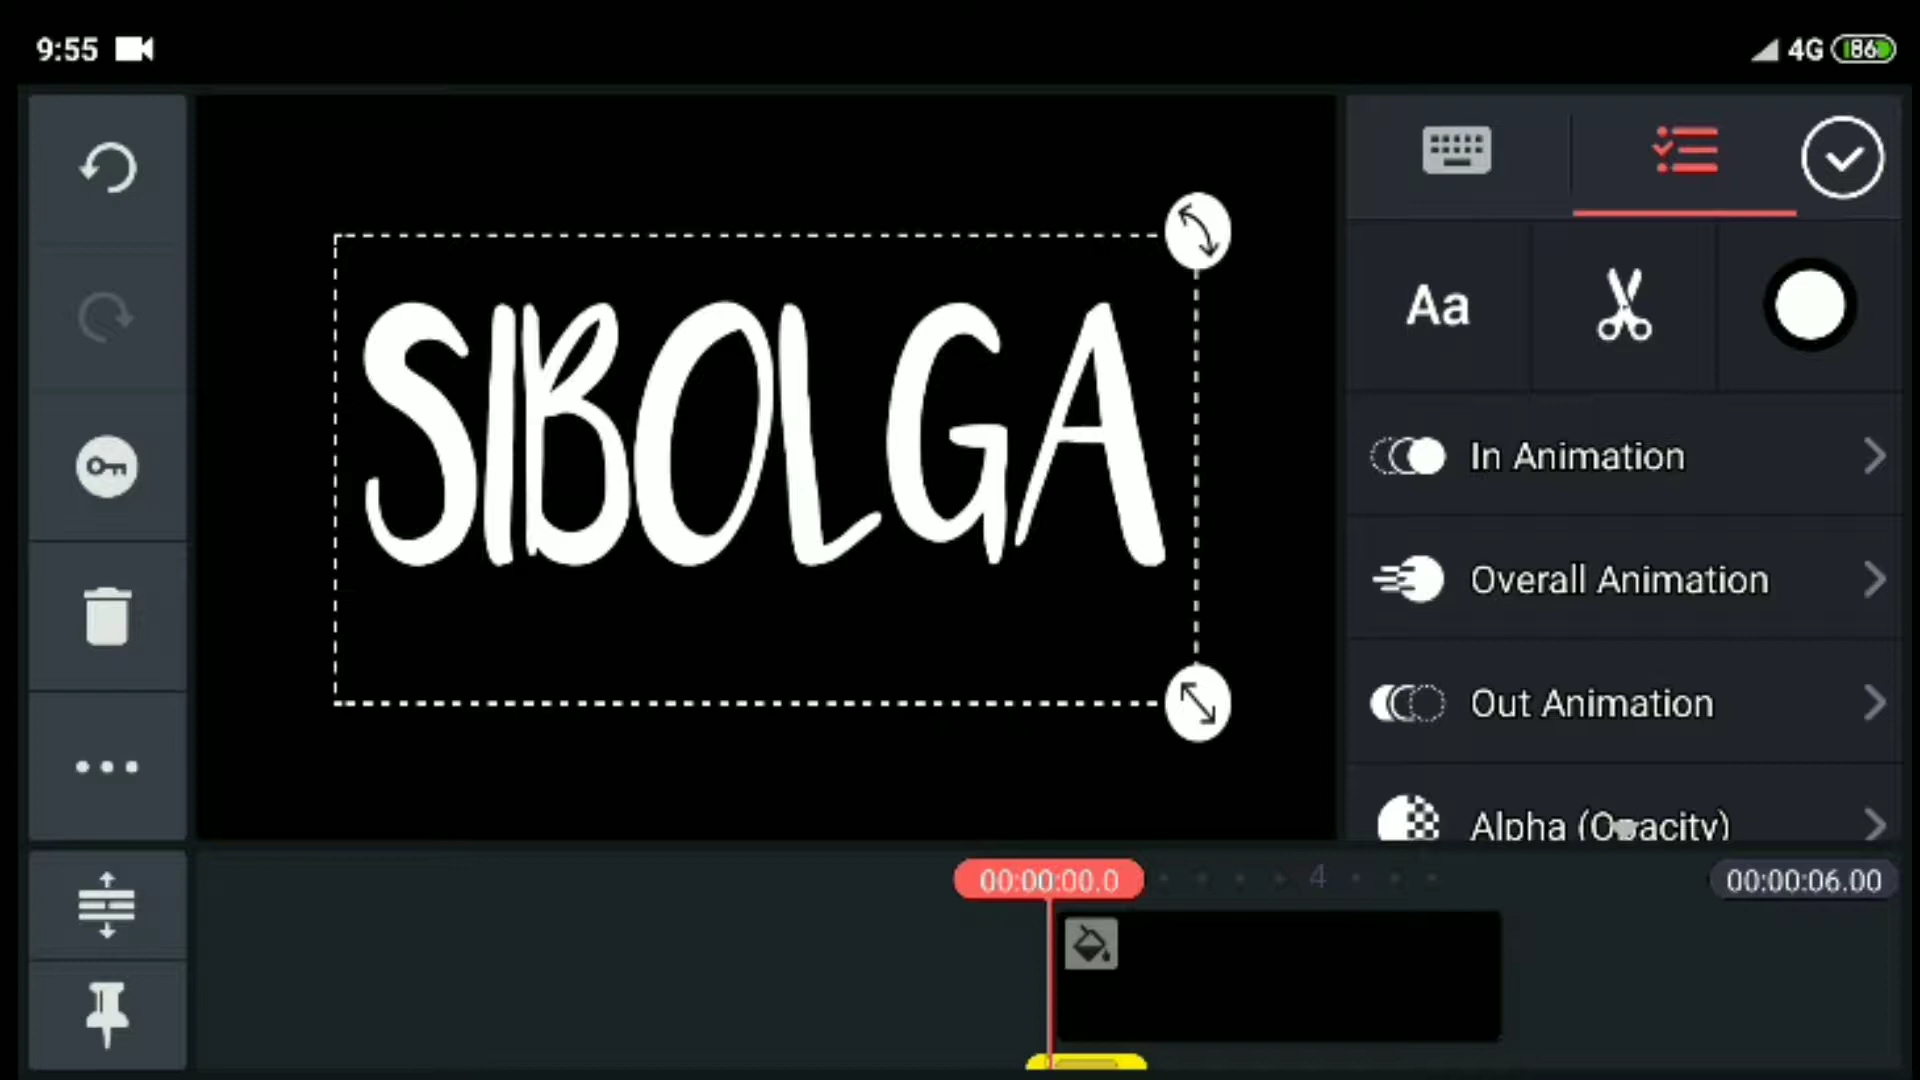 9:55
4G 86
SIBOLGA
Aa
In Animation
Overall Animation
Out Animation
Alpha (Opacity)
00:00:00.0
4
00:00:06.00